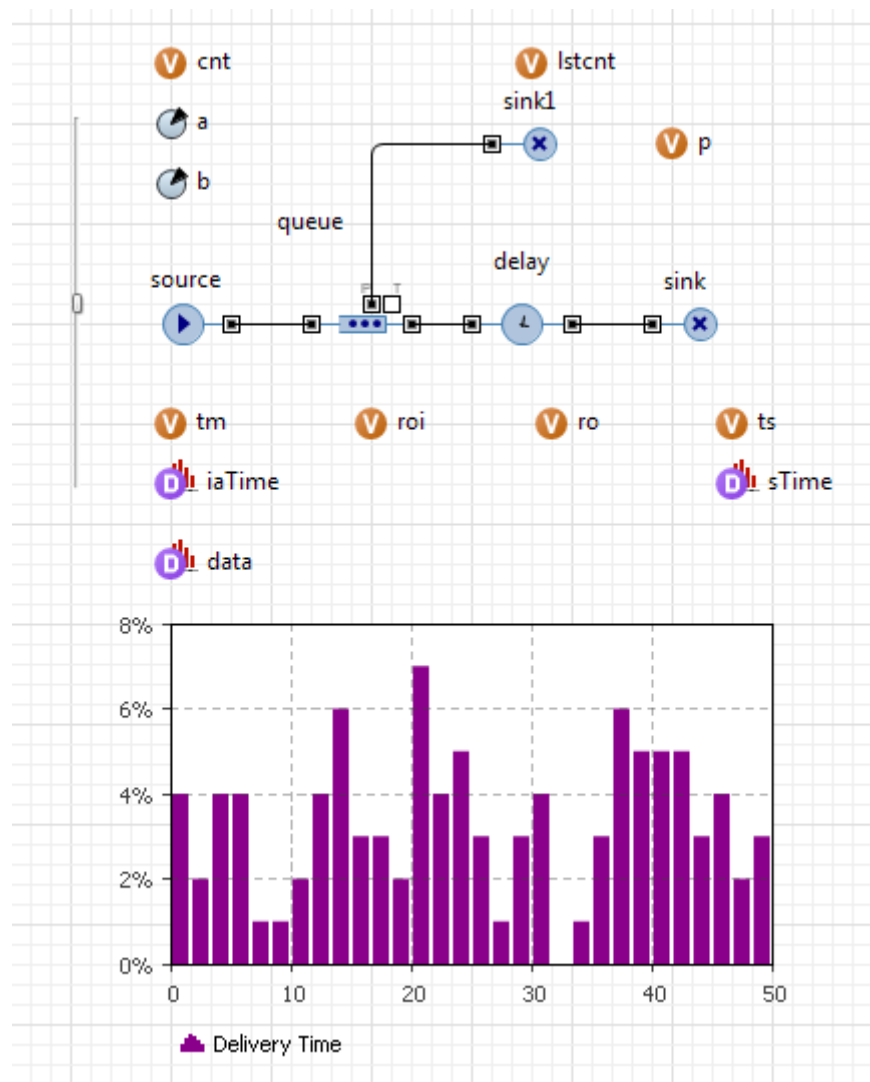 V cnt
V lstcnt
sink1
a
V p
b
queue
delay
source
sink
F T
V tm
V roi
V ro
V ts
D iaTime
D sTime
D data
8%
6%
4%
2%
0%
0 10 20 30 40 50
Delivery Time